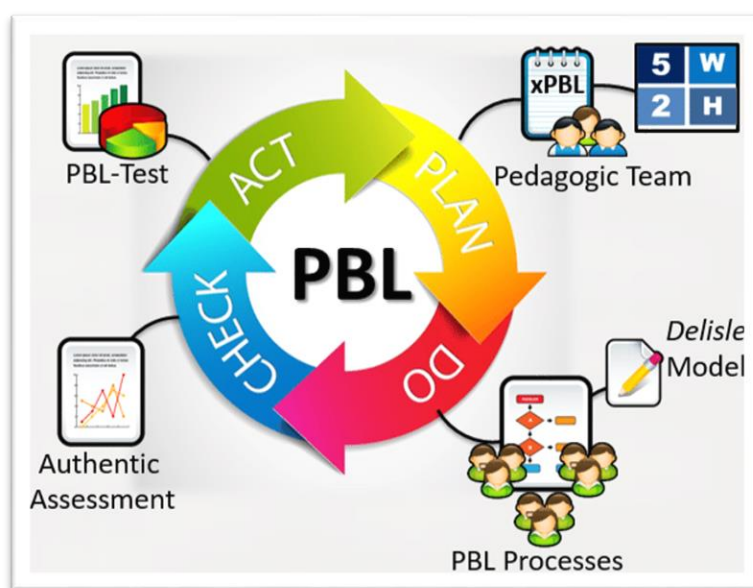 ACT
PLAN
DO
CHECK
PBL
PBL-Test
xPBL
5 W
2 H
Pedagogic Team
Delisle
Model
PBL Processes
Authentic
Assessment